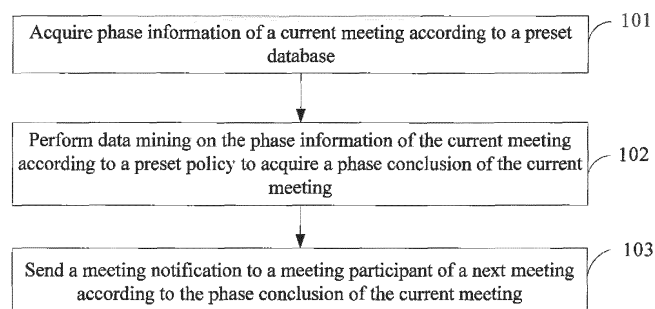 Acquire phase information of a current meeting according to a preset
database
101
Perform data mining on the phase information of the current meeting
according to a preset policy to acquire a phase conclusion of the current
meeting
102
Send a meeting notification to a meeting participant of a next meeting
according to the phase conclusion of the current meeting
103